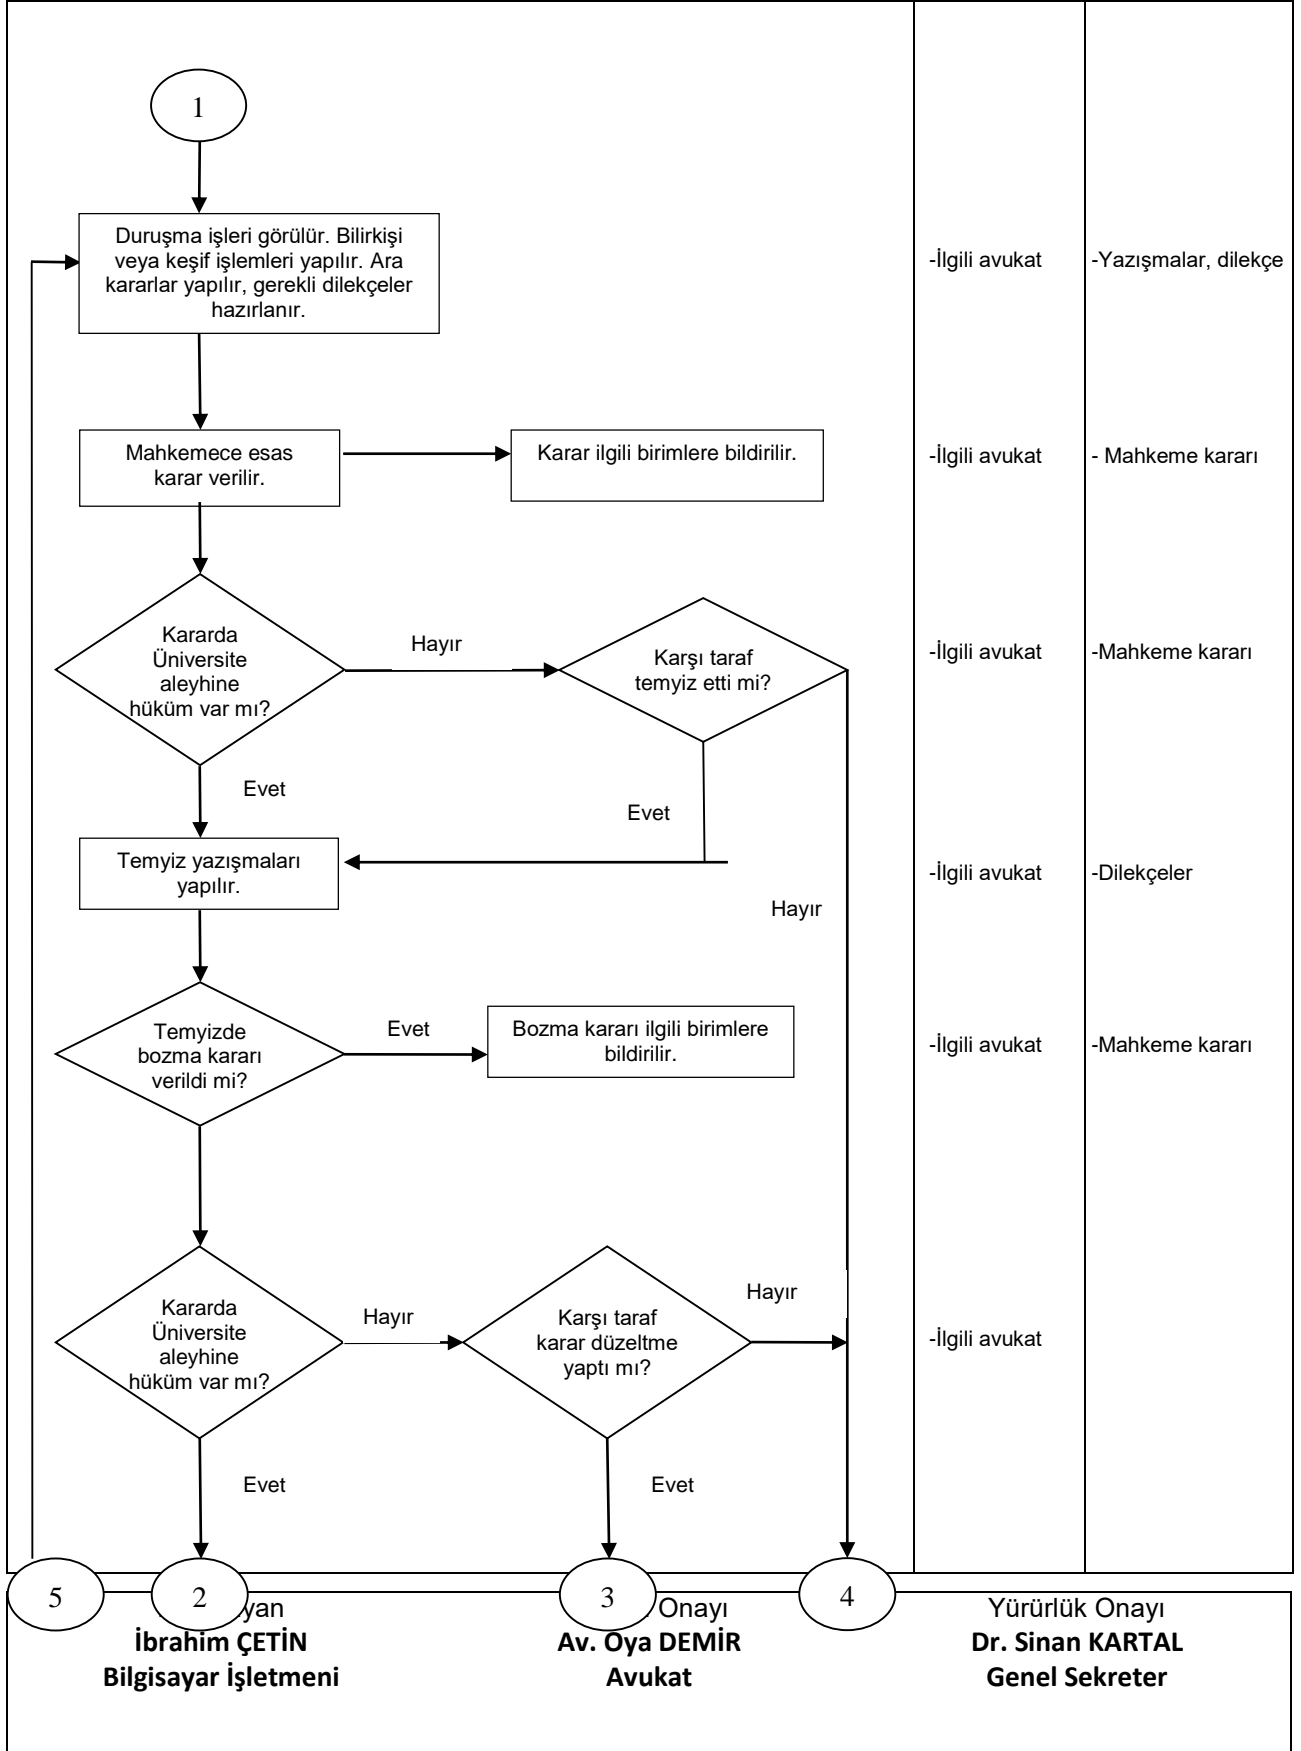 1
Duruşma işleri görülür. Bilirkişi
veya keşif işlemleri yapılır. Ara
kararlar yapılır, gerekli dilekçeler
hazırlanır.
-İlgili avukat
-Yazışmalar, dilekçe
Mahkemece esas
karar verilir.
Karar ilgili birimlere bildirilir.
-İlgili avukat
- Mahkeme kararı
Kararda
Üniversite
aleyhine
hüküm var mı?
Hayır
Karşı taraf
temyiz etti mi?
-İlgili avukat
-Mahkeme kararı
Evet
Evet
Temyiz yazışmaları
yapılır.
-İlgili avukat
-Dilekçeler
Hayır
Temyizde
bozma kararı
verildi mi?
Evet
Bozma kararı ilgili birimlere
bildirilir.
-İlgili avukat
-Mahkeme kararı
Kararda
Üniversite
aleyhine
hüküm var mı?
Hayır
Karşı taraf
karar düzeltme
yaptı mı?
Hayır
-İlgili avukat
Evet
Evet
5
2
3
4
yan
İbrahim ÇETİN
Bilgisayar İşletmeni
Onayı
Av. Oya DEMİR
Avukat
Yürürlük Onayı
Dr. Sinan KARTAL
Genel Sekreter